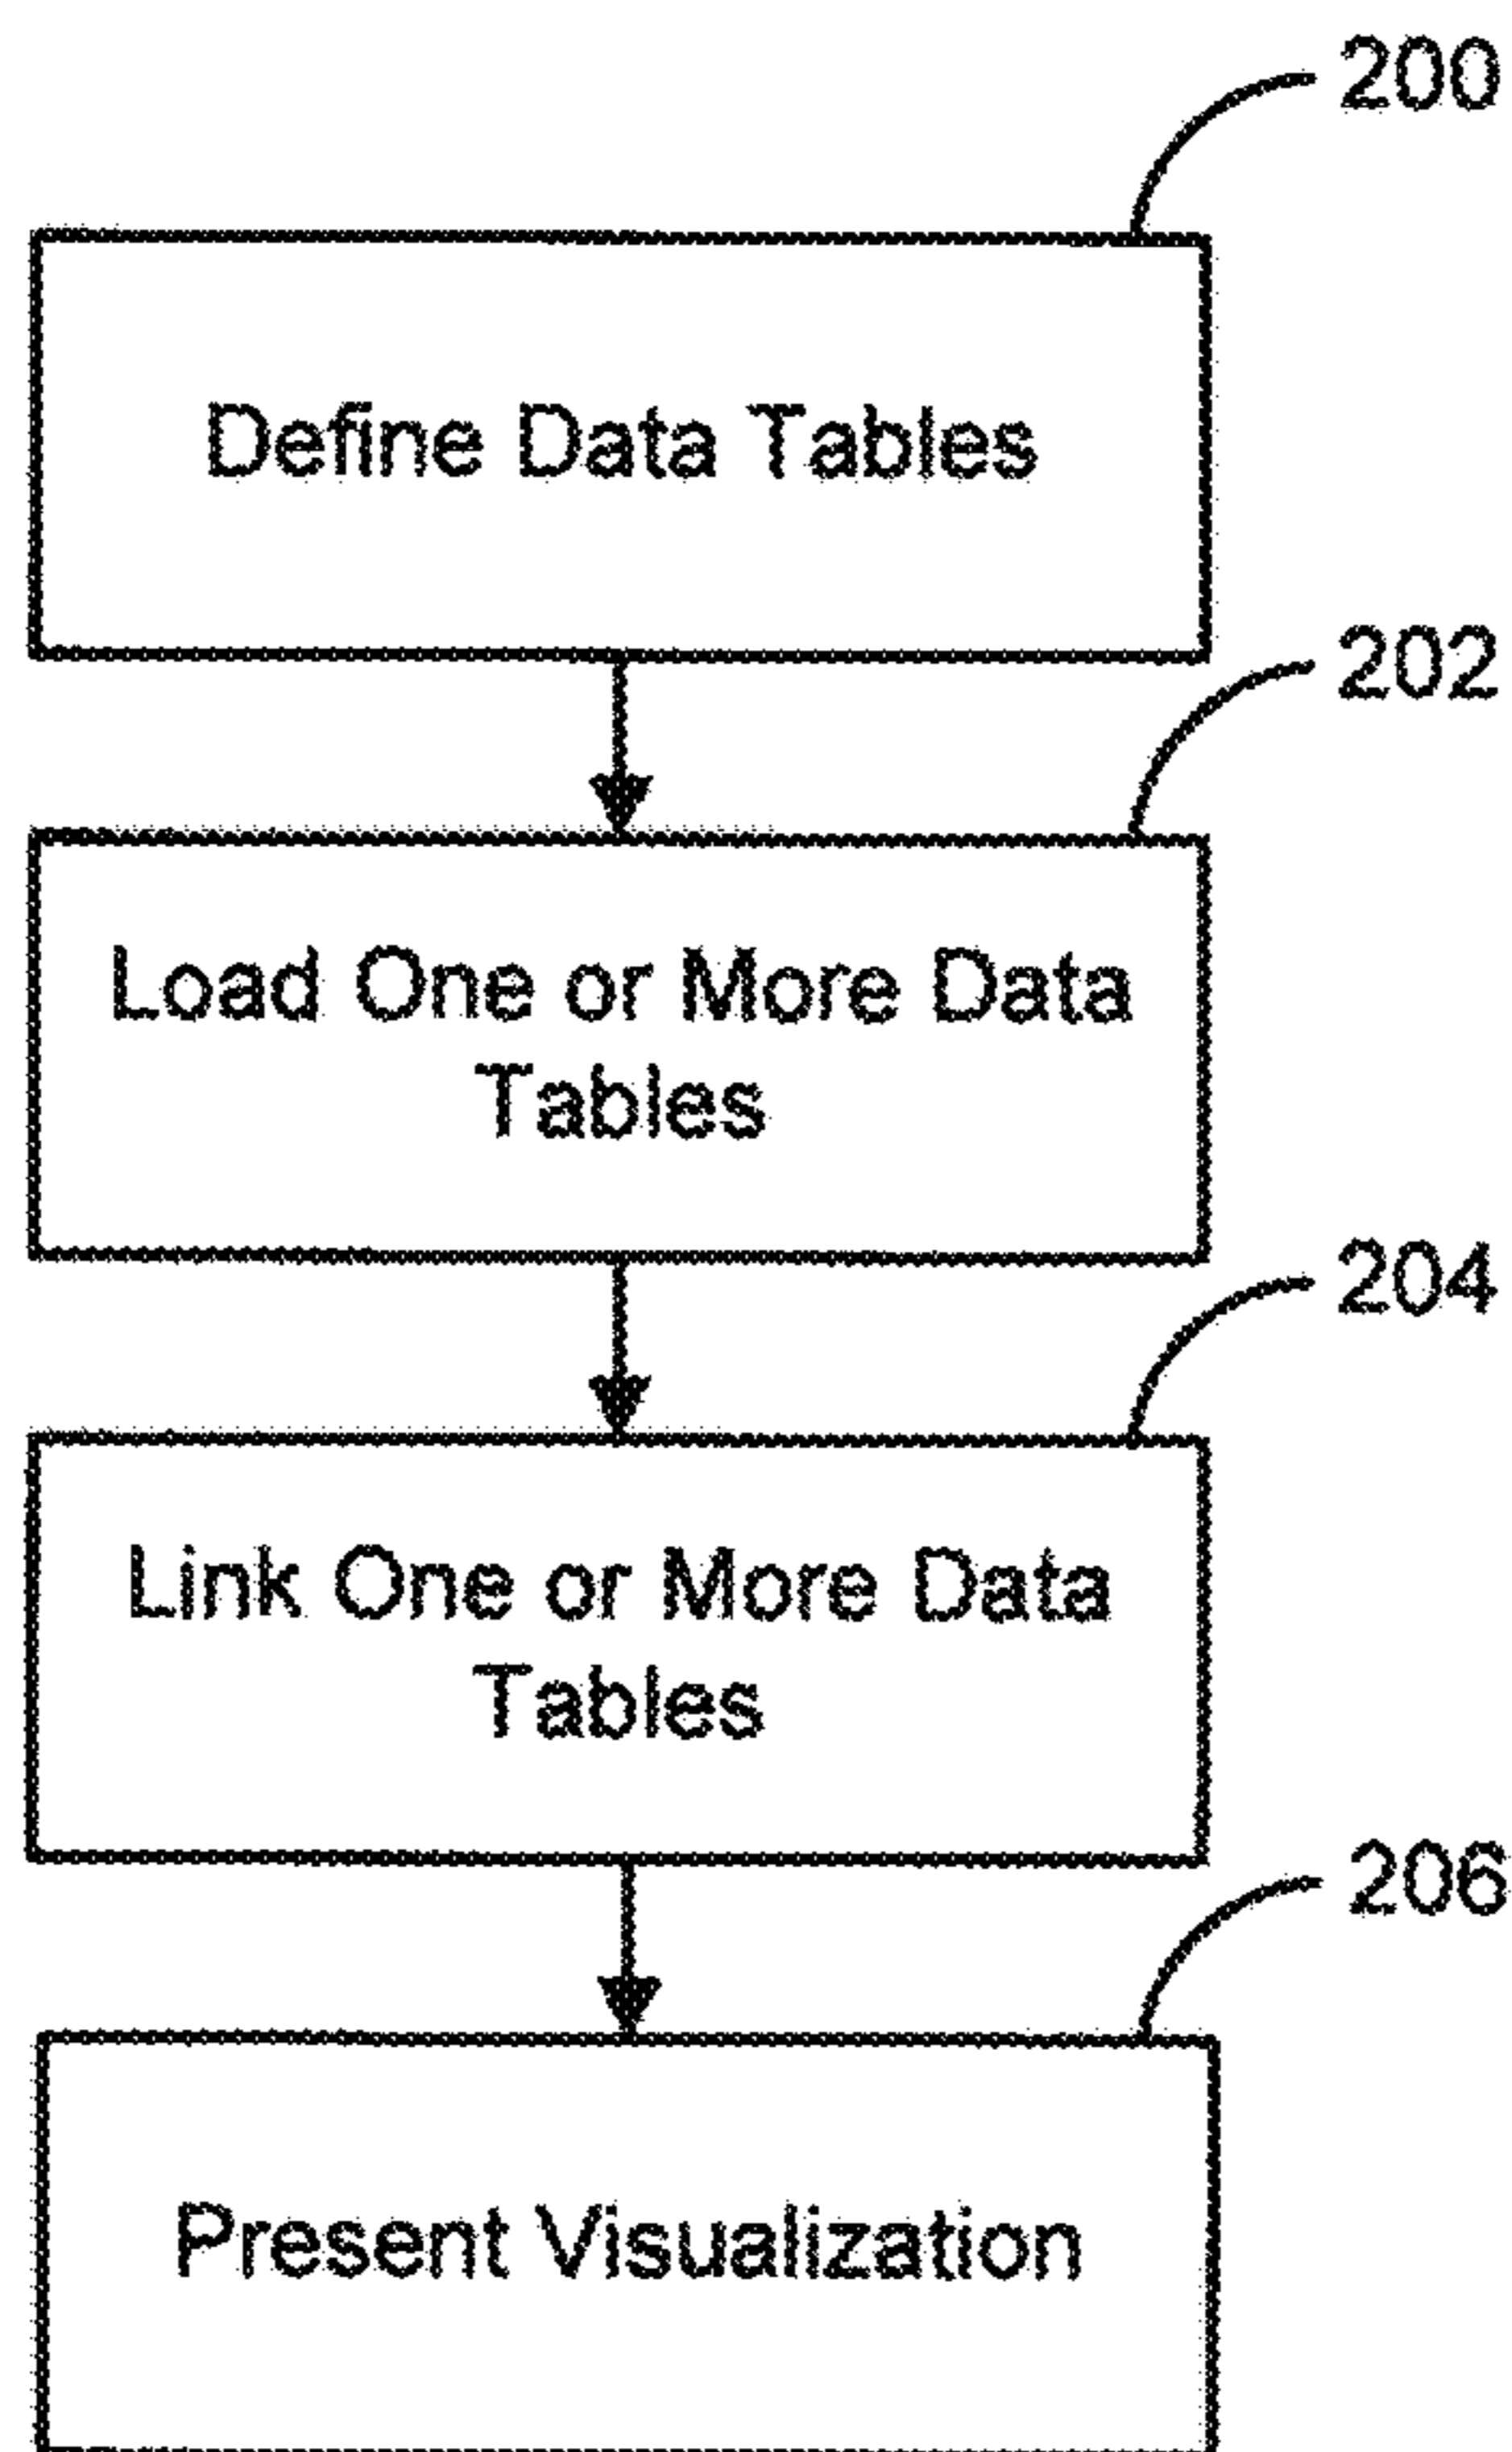 200
Define Data Tables
202
Load One or More Data
Tables
204
Link One or More Data
Tables
206
Present Visualization